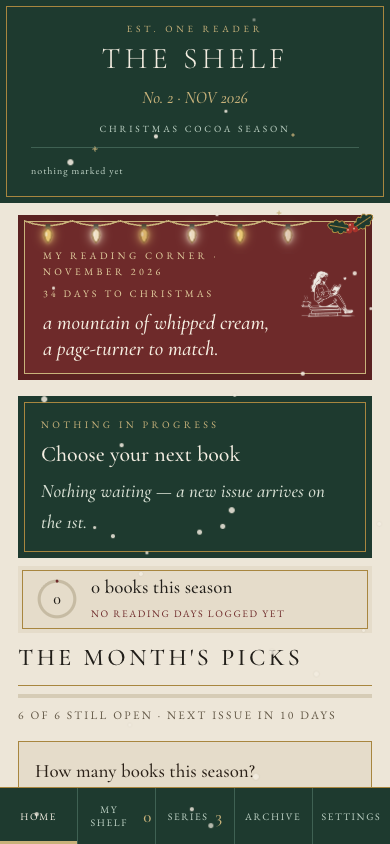 EST. ONE READER
THE SHELF
No. 2 · NOV 2026
CHRISTMAS COCOA SEASON
nothing marked yet
MY READING CORNER ·
NOVEMBER 2026
34 DAYS TO CHRISTMAS
a mountain of whipped cream,
a page-turner to match.
NOTHING IN PROGRESS
Choose your next book
Nothing waiting — a new issue arrives on
the 1st.
0
0 books this season
NO READING DAYS LOGGED YET
THE MONTH'S PICKS
6 OF 6 STILL OPEN · NEXT ISSUE IN 10 DAYS
How many books this season?
HOME
MY SHELF 0
SERIES 3
ARCHIVE
SETTINGS